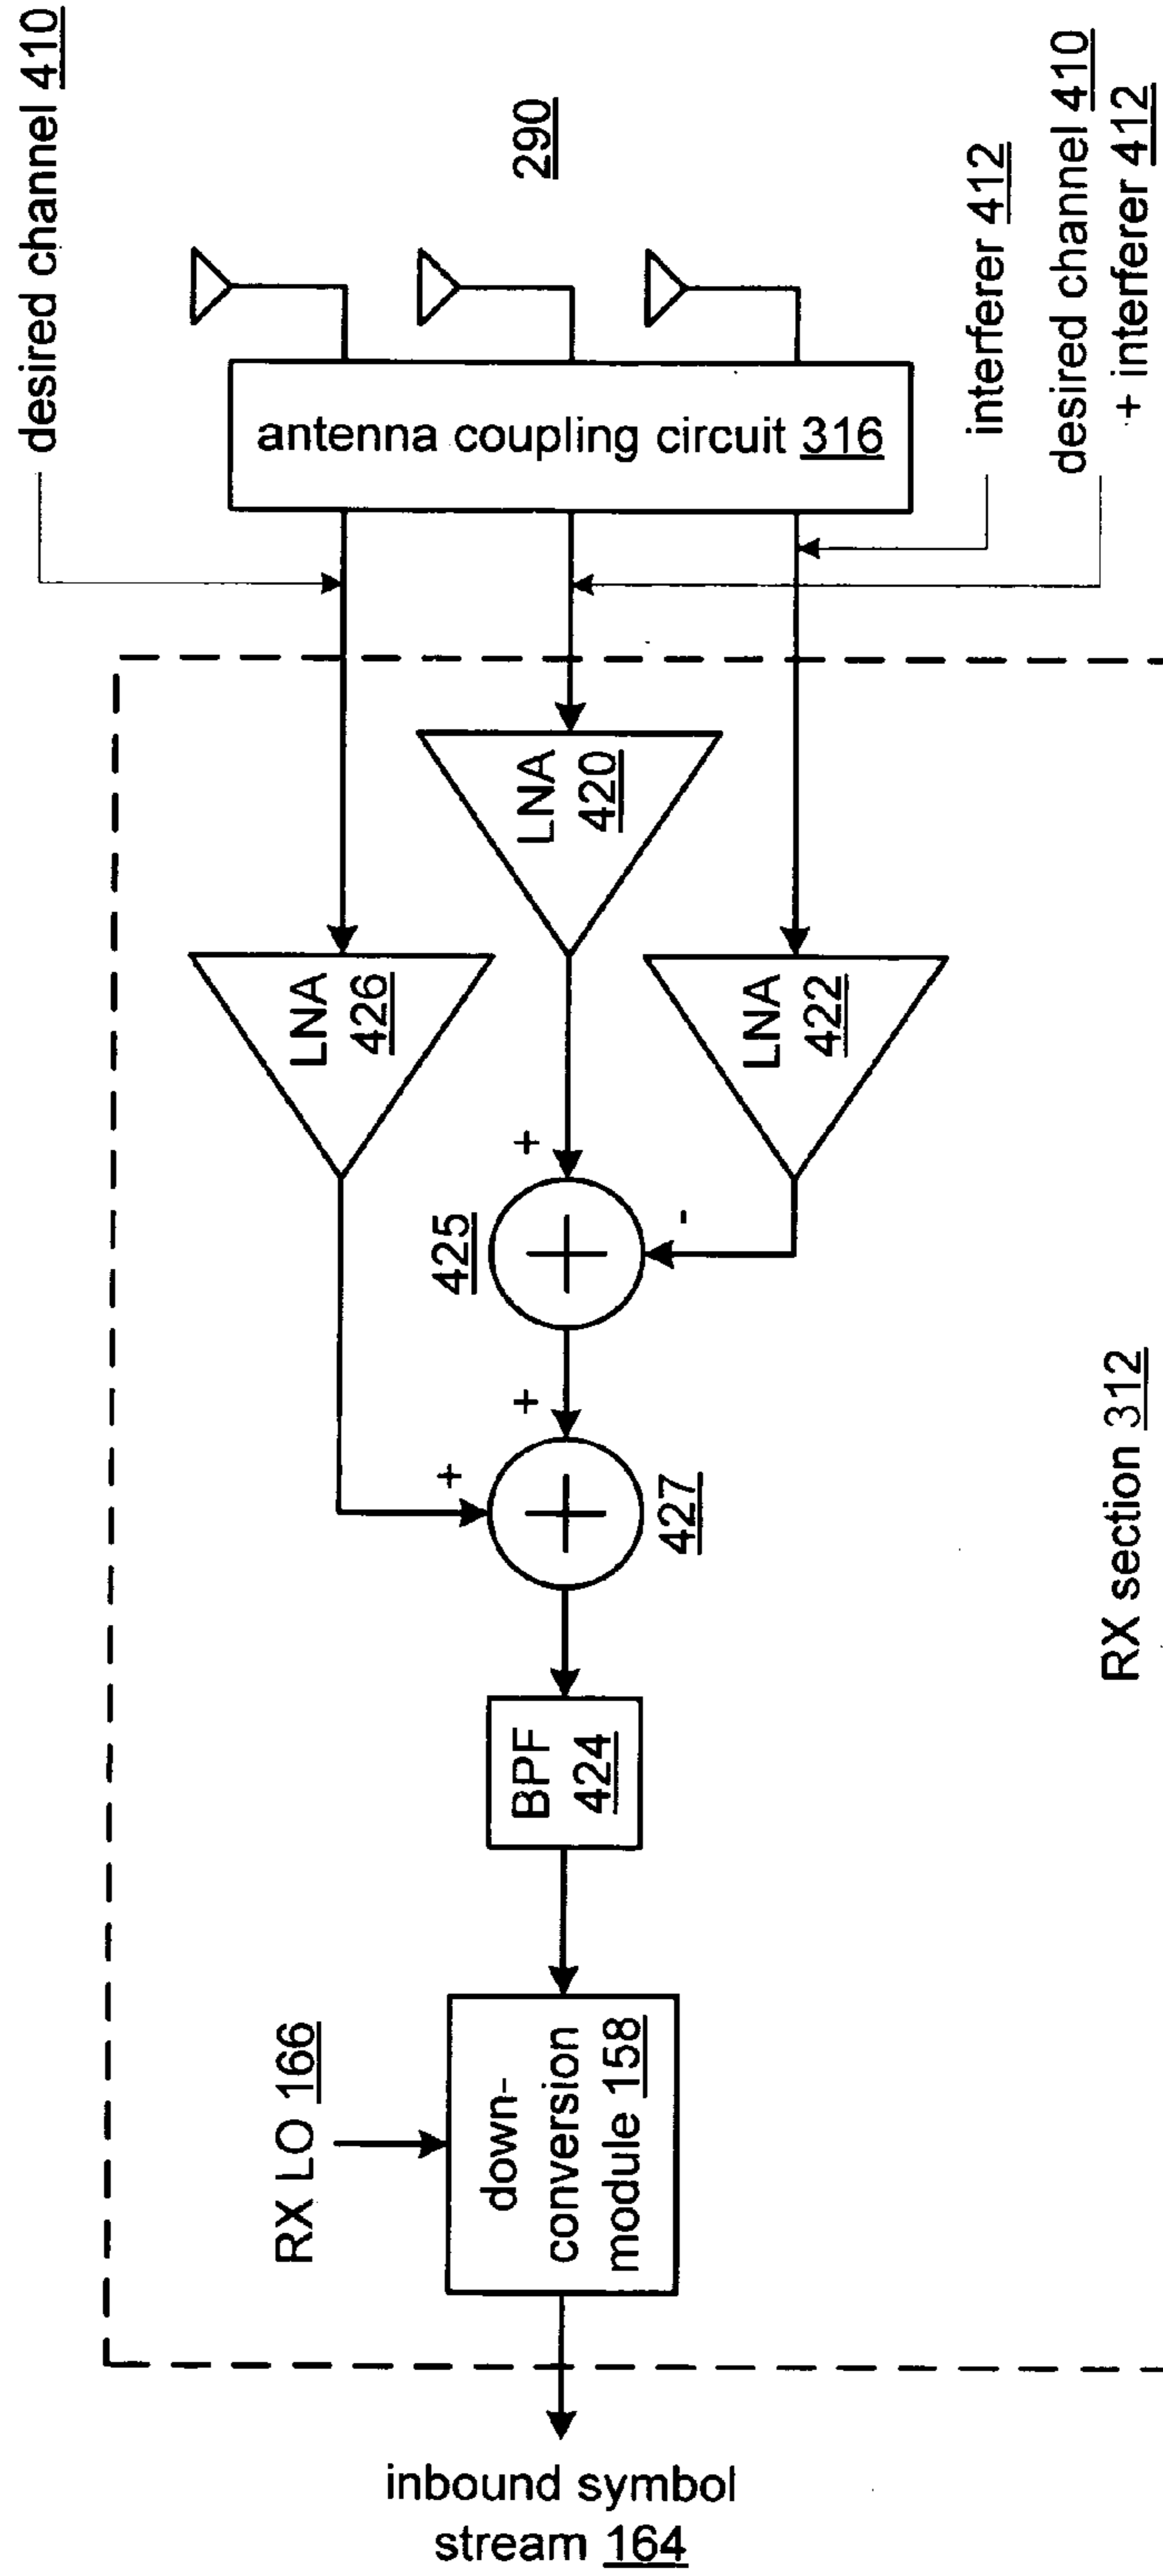 desired channel 410
290
antenna coupling circuit 316
interferer 412
desired channel 410
+ interferer 412
LNA
426
LNA
420
LNA
422
+
-
425
+
+
427
BPF
424
RX LO 166
down-
conversion
module 158
RX section 312
inbound symbol
stream 164